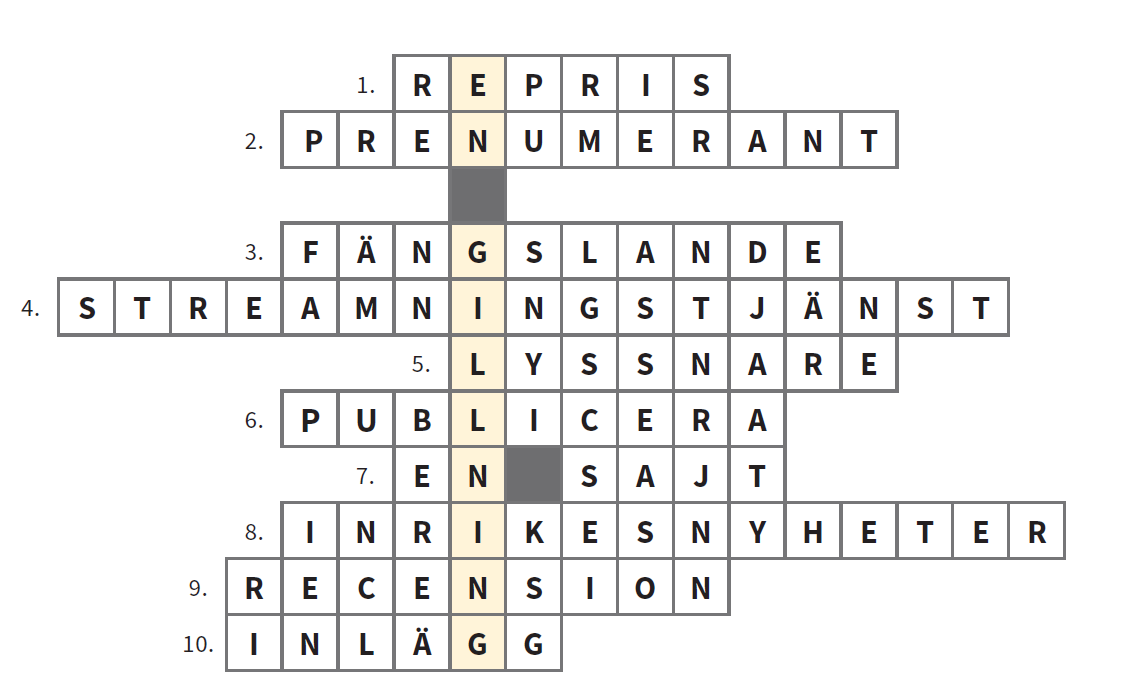 1. REPRIS
2. PRENUMERANT
3. FÄNGSLANDE
4. STREAMNINGSTJÄNST
5. LYSSNARE
6. PUBLICERA
7. EN SAJT
8. INRIKESNYHETER
9. RECENSION
10. INLÄGG